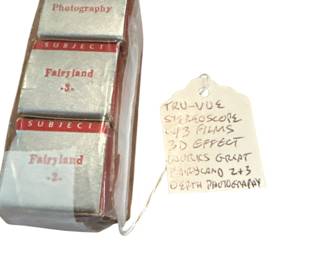 Photography
SUBJECT
Fairyland
-3-
SUBJECT
Fairyland
-2-
TRU-VUE
STEREOSCOPE
W/3 FILMS
3D EFFECT
WORKS GREAT
FAIRYLAND 2+3
DEPTH PHOTOGRAPHY